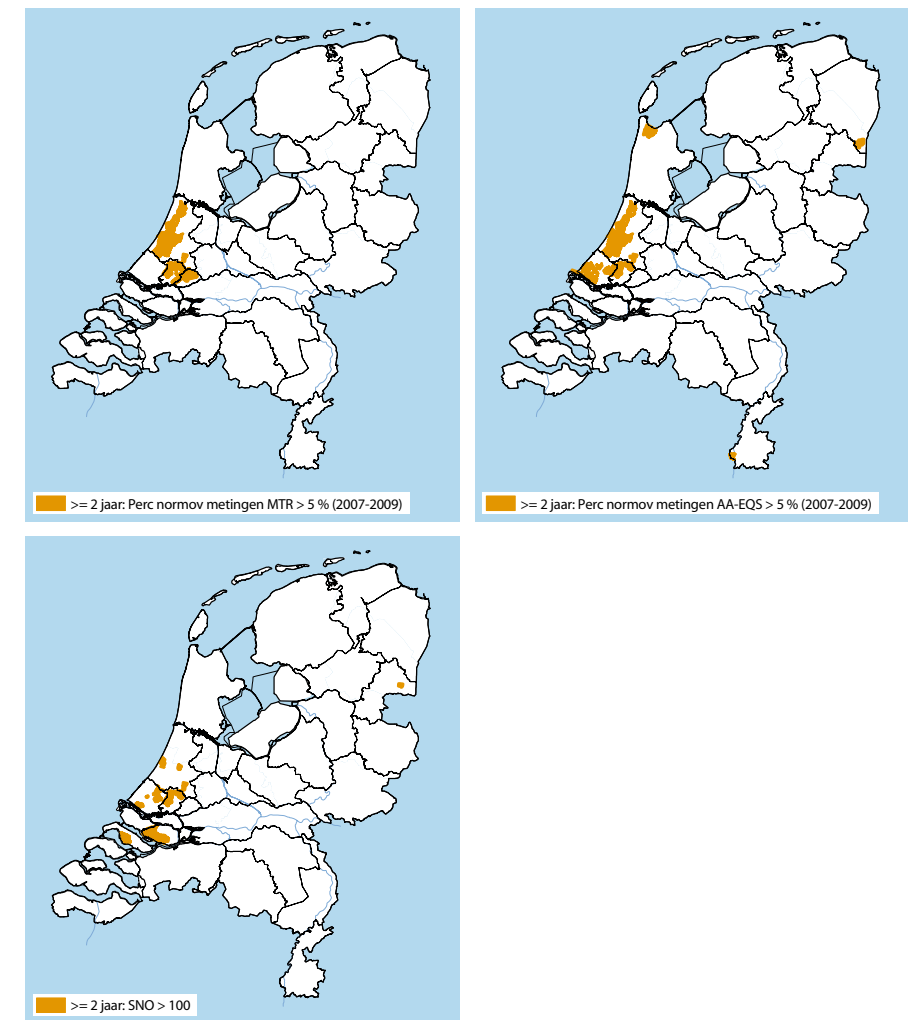 >= 2 jaar: Perc normov metingen MTR > 5 % (2007-2009)
>= 2 jaar: Perc normov metingen AA-EQS > 5 % (2007-2009)
>= 2 jaar: SNO > 100